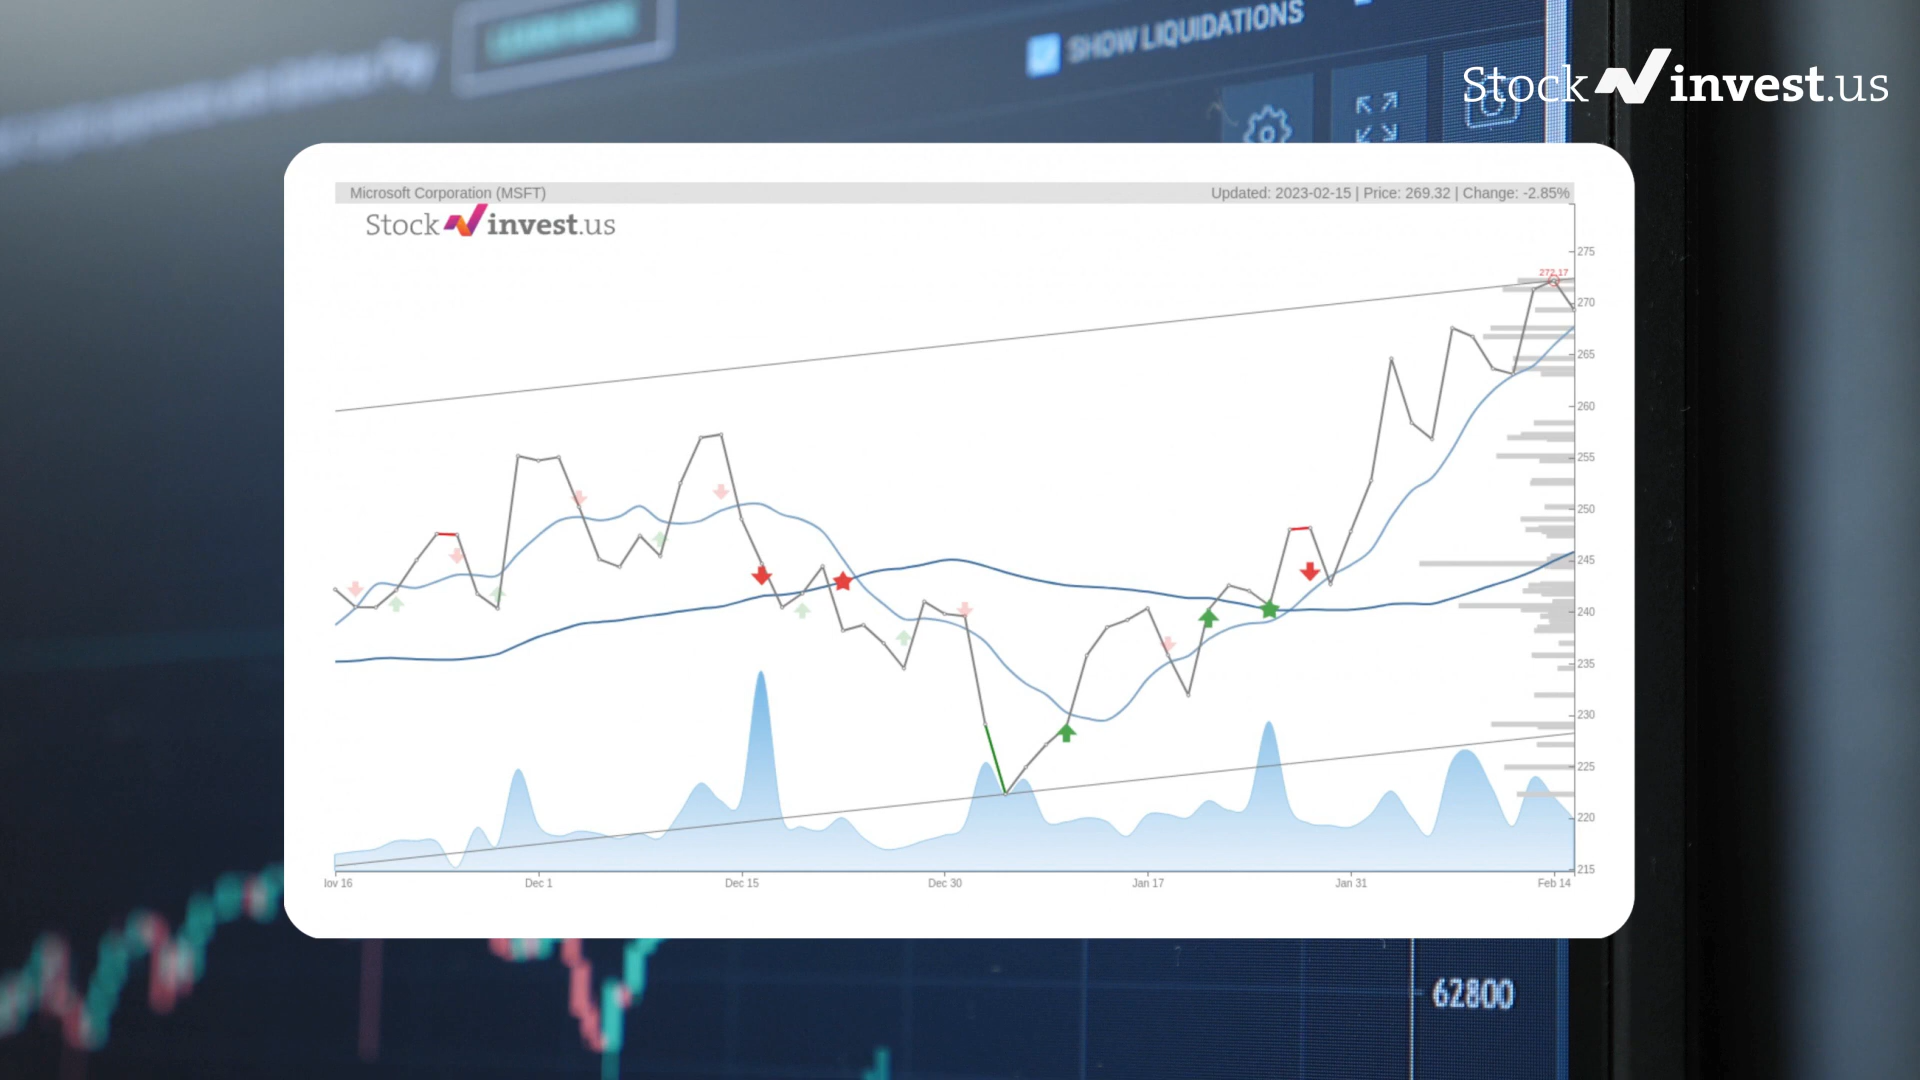 SHOW LIQUIDATIONS
Stock invest.us
Microsoft Corporation (MSFT)
Updated: 2023-02-15 | Price: 269.32 | Change: -2.85%
Stock invest.us
275
272.17
270
265
260
255
250
245
240
235
230
225
220
215
ov 16
Dec 1
Dec 15
Dec 30
Jan 17
Jan 31
Feb 14
62800